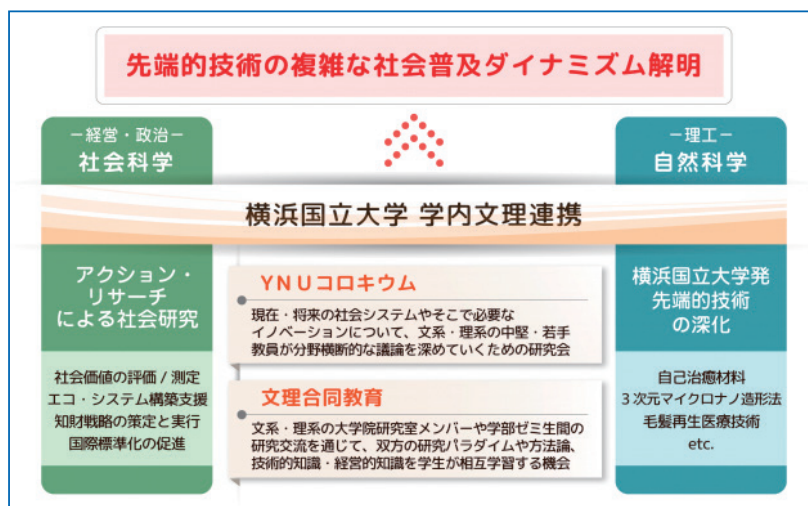 先端的技術の複雑な社会普及ダイナミズム解明
－経営・政治－
社会科学
－理工－
自然科学
横浜国立大学 学内文理連携
アクション・
リサーチ
による社会研究
社会価値の評価 / 測定
エコ・システム構築支援
知財戦略の策定と実行
国際標準化の促進
YNUコロキウム
現在・将来の社会システムやそこで必要な
イノベーションについて、文系・理系の中堅・若手
教員が分野横断的な議論を深めていくための研究会
文理合同教育
文系・理系の大学院研究室メンバーや学部ゼミ生間の
研究交流を通じて、双方の研究パラダイムや方法論、
技術的知識・経営的知識を学生が相互学習する機会
横浜国立大学発
先端的技術
の深化
自己治癒材料
3次元マイクロナノ造形法
毛髪再生医療技術
etc.